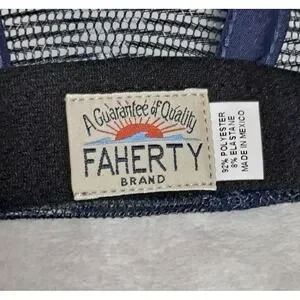 A Guarantee of Quality
FAHERTY
BRAND
92% POLYESTER
8% ELASTANE
MADE IN MEXICO